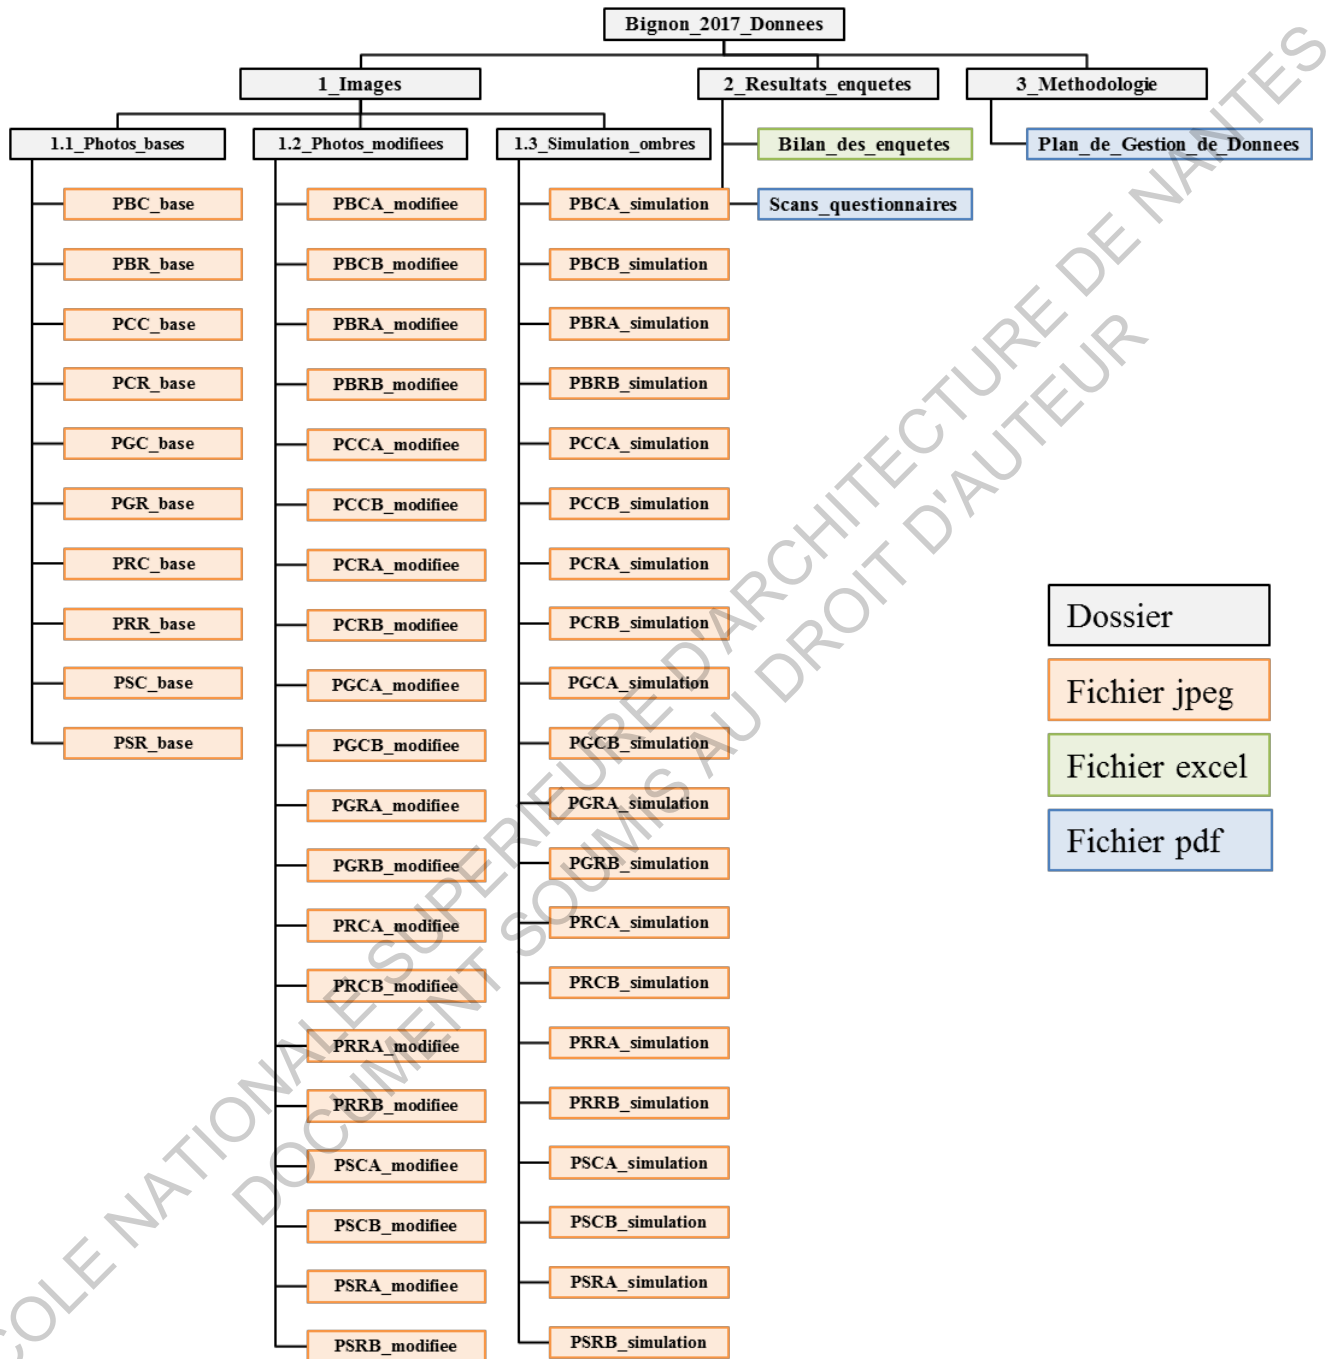 Bignon_2017_Donnees
1_Images
2_Resultats_enquetes
3_Methodologie
1.1_Photos_bases
1.2_Photos_modifiees
1.3_Simulation_ombres
Bilan_des_enquetes
Plan_de_Gestion_de_Donnees
PBC_base
PBCA_modifiee
PBCA_simulation
Scans_questionnaires
PBR_base
PBCB_modifiee
PBCB_simulation
PCC_base
PBRA_modifiee
PBRA_simulation
PCR_base
PBRB_modifiee
PBRB_simulation
PGC_base
PCCA_modifiee
PCCA_simulation
PGR_base
PCCB_modifiee
PCCB_simulation
PRC_base
PCRA_modifiee
PCRA_simulation
PRR_base
PCRB_modifiee
PCRB_simulation
PSC_base
PGCA_modifiee
PGCA_simulation
PSR_base
PGCB_modifiee
PGCB_simulation
PGRA_modifiee
PGRA_simulation
PGRB_modifiee
PGRB_simulation
PRCA_modifiee
PRCA_simulation
PRCB_modifiee
PRCB_simulation
PRRA_modifiee
PRRA_simulation
PRRB_modifiee
PRRB_simulation
PSCA_modifiee
PSCA_simulation
PSCB_modifiee
PSCB_simulation
PSRA_modifiee
PSRA_simulation
PSRB_modifiee
PSRB_simulation
Dossier
Fichier jpeg
Fichier excel
Fichier pdf
COLE NATIONALE SUPERIEURE D'ARCHITECTURE DE NANTES
DOCUMENT SOUMIS AU DROIT D'AUTEUR